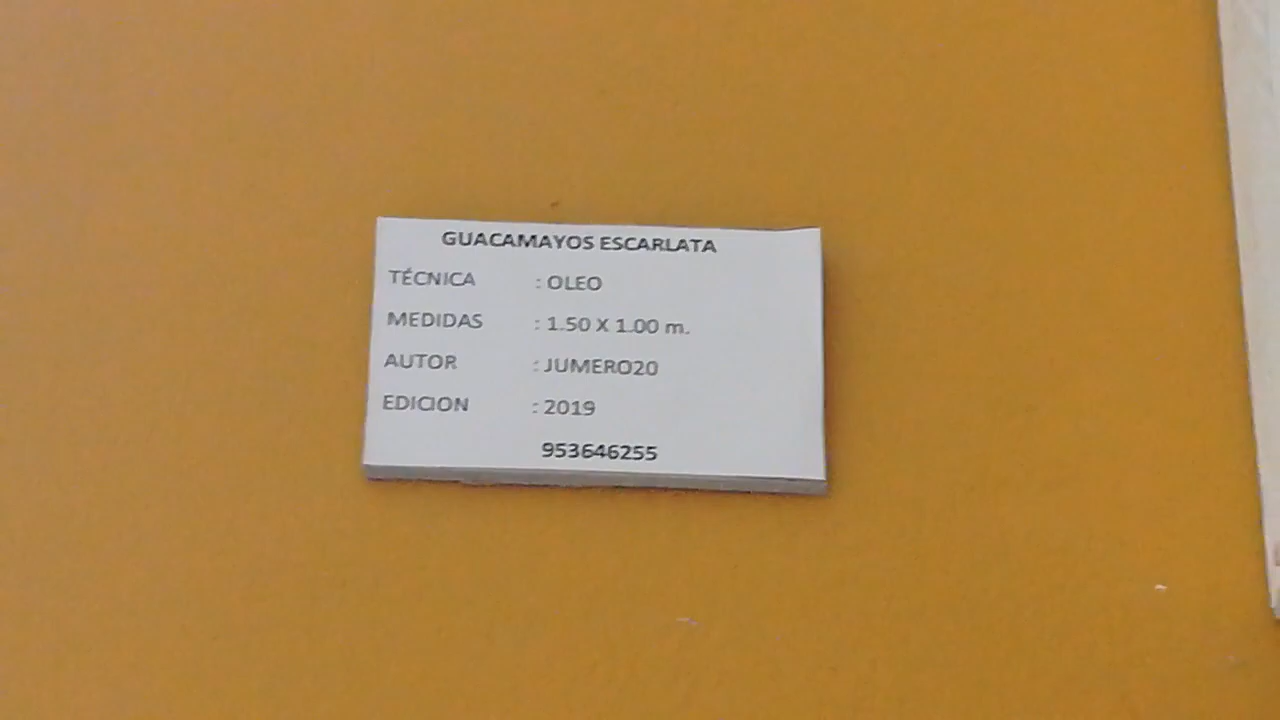 GUACAMAYOS ESCARLATA
TÉCNICA : OLEO
MEDIDAS : 1.50 X 1.00 m.
AUTOR : JUMERO20
EDICION : 2019
953646255